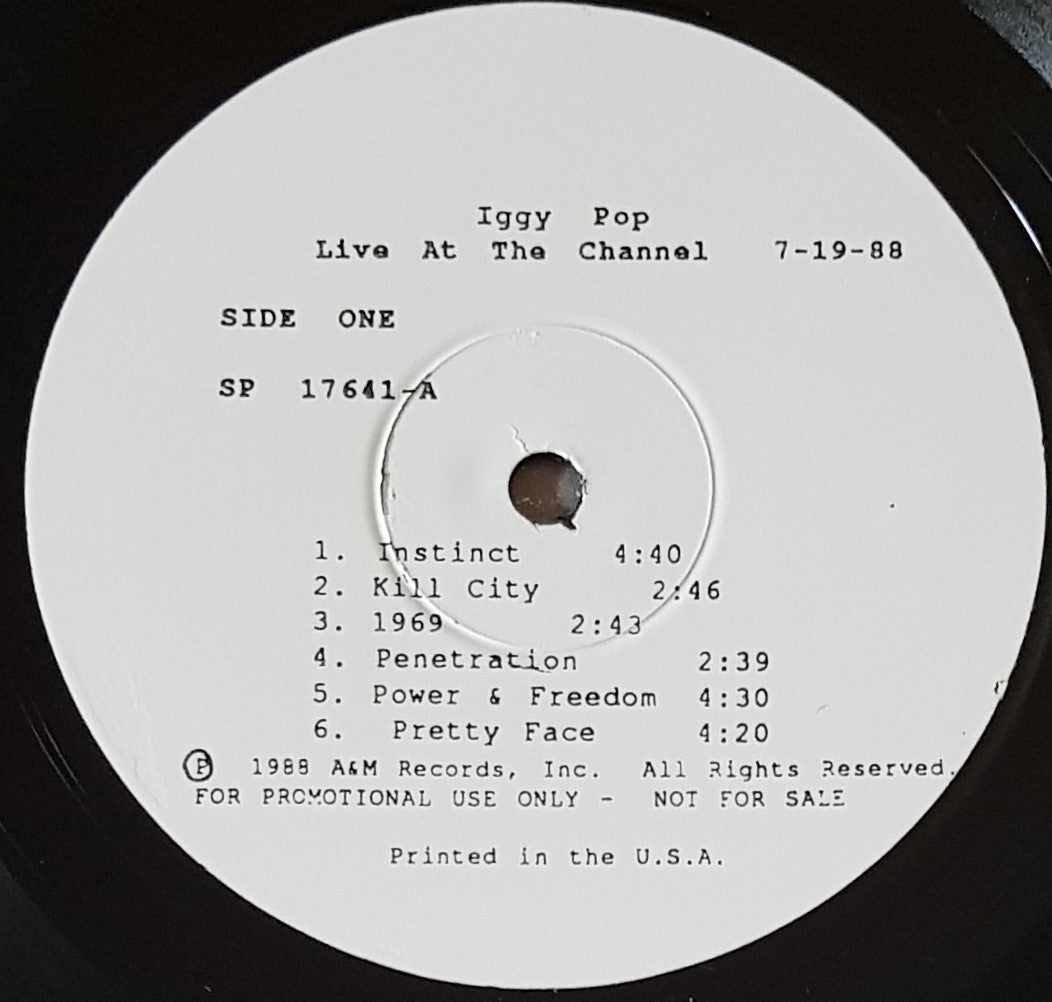 Iggy Pop
Live At The Channel 7-19-88
SIDE ONE
SP 17641-A
1. Instinct 4:40
2. Kill City 2:46
3. 1969 2:43
4. Penetration 2:39
5. Power & Freedom 4:30
6. Pretty Face 4:20
Ⓟ 1988 A&M Records, Inc. All Rights Reserved.
FOR PROMOTIONAL USE ONLY - NOT FOR SALE
Printed in the U.S.A.